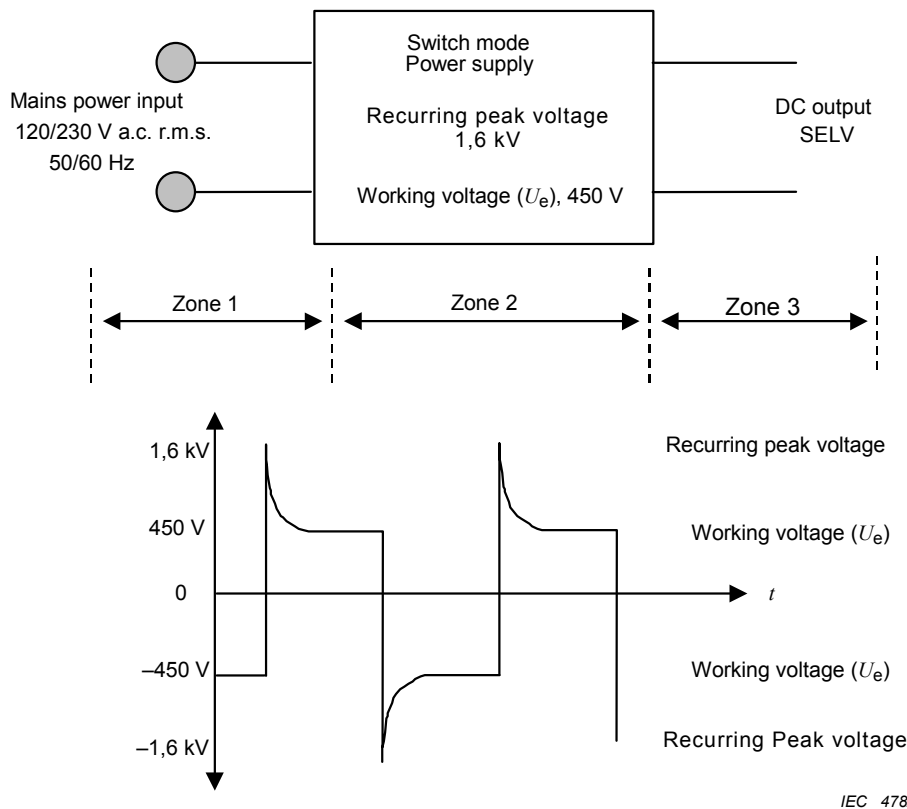 Switch mode
Power supply
Mains power input
120/230 V a.c. r.m.s.
50/60 Hz
Recurring peak voltage
1,6 kV
DC output
SELV
Working voltage (Ue), 450 V
Zone 1
Zone 2
Zone 3
1,6 kV
Recurring peak voltage
450 V
Working voltage (Ue)
0
t
–450 V
Working voltage (Ue)
–1,6 kV
Recurring Peak voltage
IEC 478